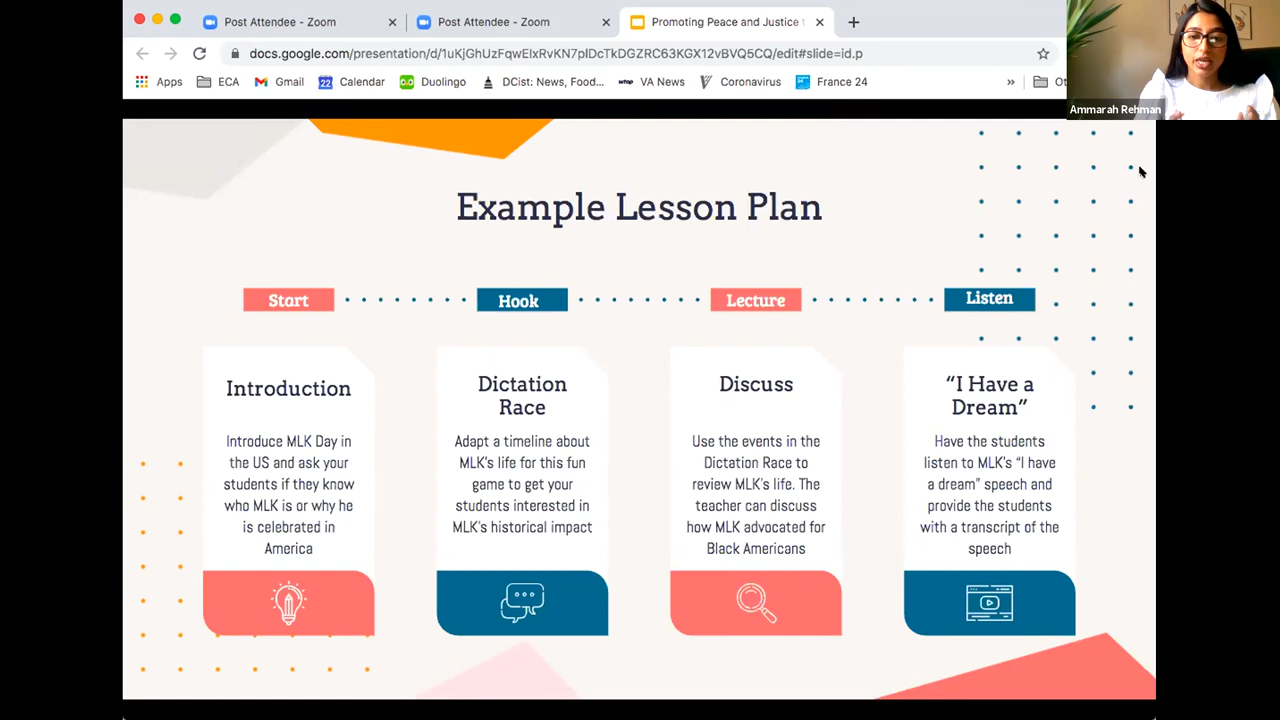 Post Attendee - Zoom
Post Attendee - Zoom
Promoting Peace and Justice t
docs.google.com/presentation/d/1uKjGhUzFqwEIxRvKN7pIDcTkDGZRC63KGX12vBVQ5CQ/edit#slide=id.p
Apps ECA Gmail 22 Calendar Duolingo DCist: News, Food... wtop VA News Coronavirus France 24 » Ot
Ammarah Rehman
Example Lesson Plan
Start
Hook
Lecture
Listen
Introduction
Introduce MLK Day in
the US and ask your
students if they know
who MLK is or why he
is celebrated in
America
Dictation
Race
Adapt a timeline about
MLK's life for this fun
game to get your
students interested in
MLK's historical impact
Discuss
Use the events in the
Dictation Race to
review MLK's life. The
teacher can discuss
how MLK advocated for
Black Americans
“I Have a
Dream”
Have the students
listen to MLK's “I have
a dream” speech and
provide the students
with a transcript of the
speech